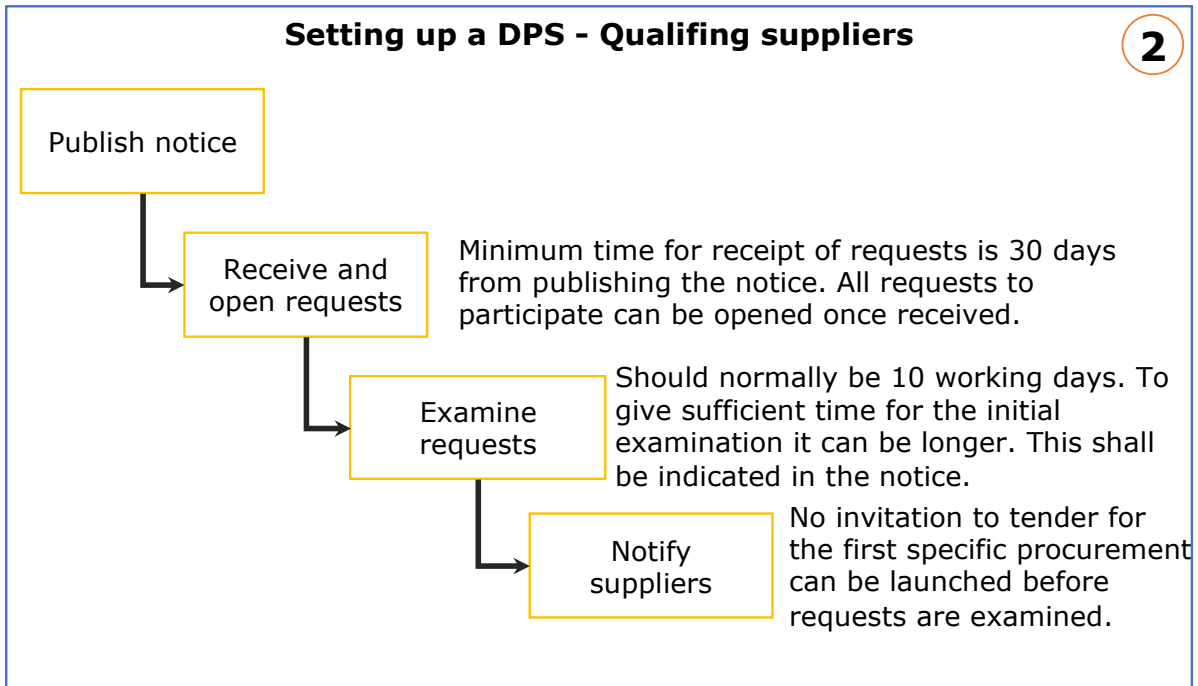 Setting up a DPS - Qualifing suppliers
2
Publish notice
Receive and
open requests
Minimum time for receipt of requests is 30 days
from publishing the notice. All requests to
participate can be opened once received.
Examine
requests
Should normally be 10 working days. To
give sufficient time for the initial
examination it can be longer. This shall
be indicated in the notice.
Notify
suppliers
No invitation to tender for
the first specific procurement
can be launched before
requests are examined.